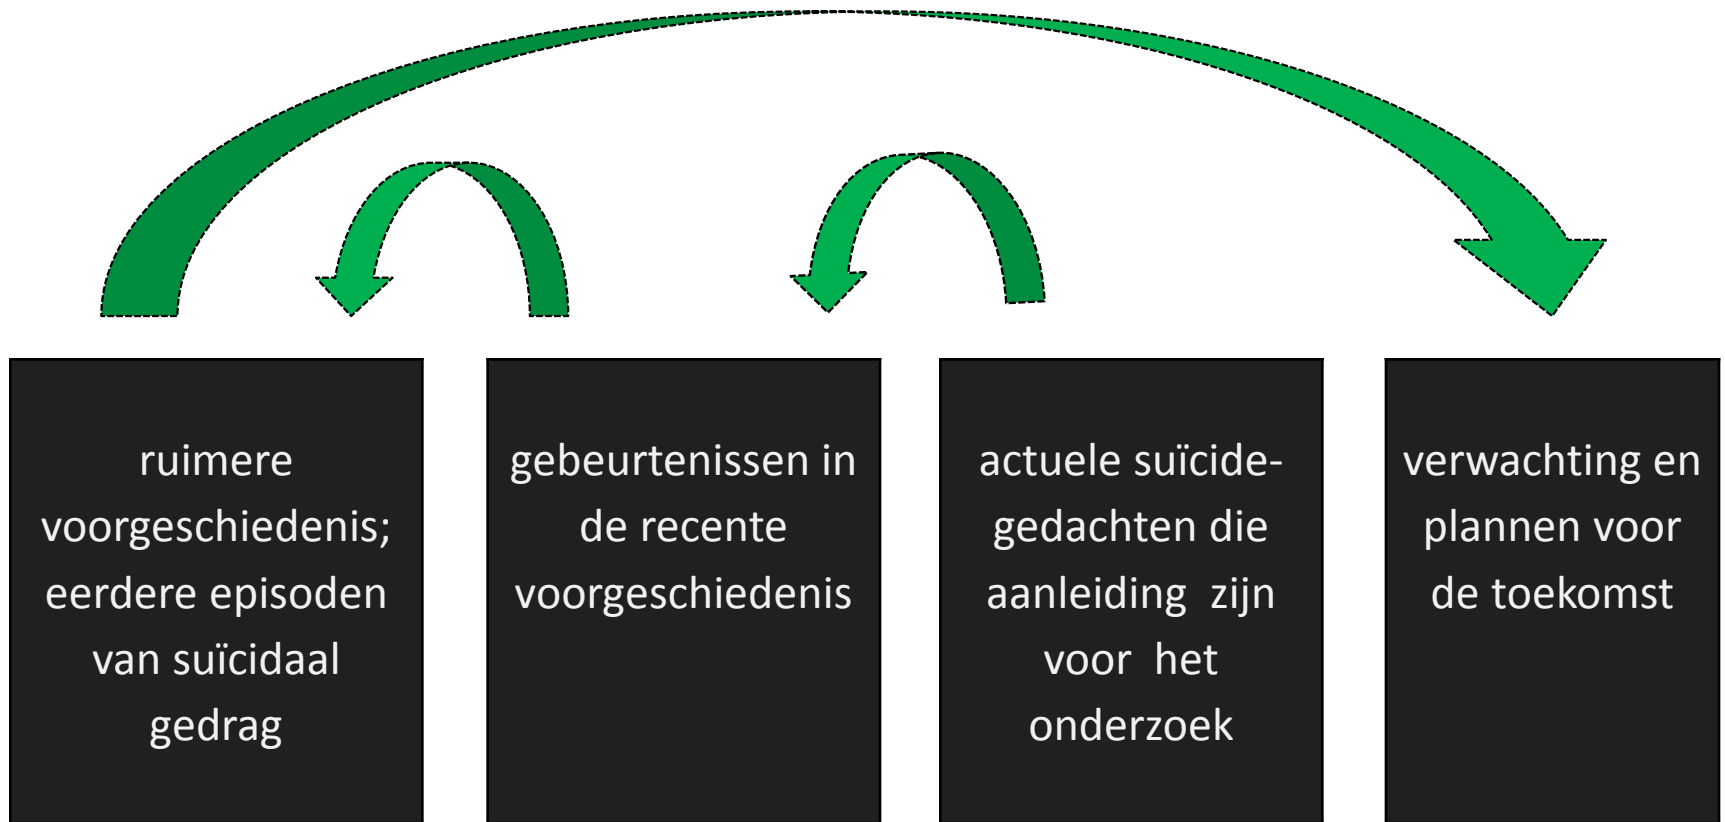 ruimere
voorgeschiedenis;
eerdere episoden
van suïcidaal
gedrag
gebeurtenissen in
de recente
voorgeschiedenis
actuele suïcide-
gedachten die
aanleiding  zijn
voor  het
onderzoek
verwachting en
plannen voor
de toekomst